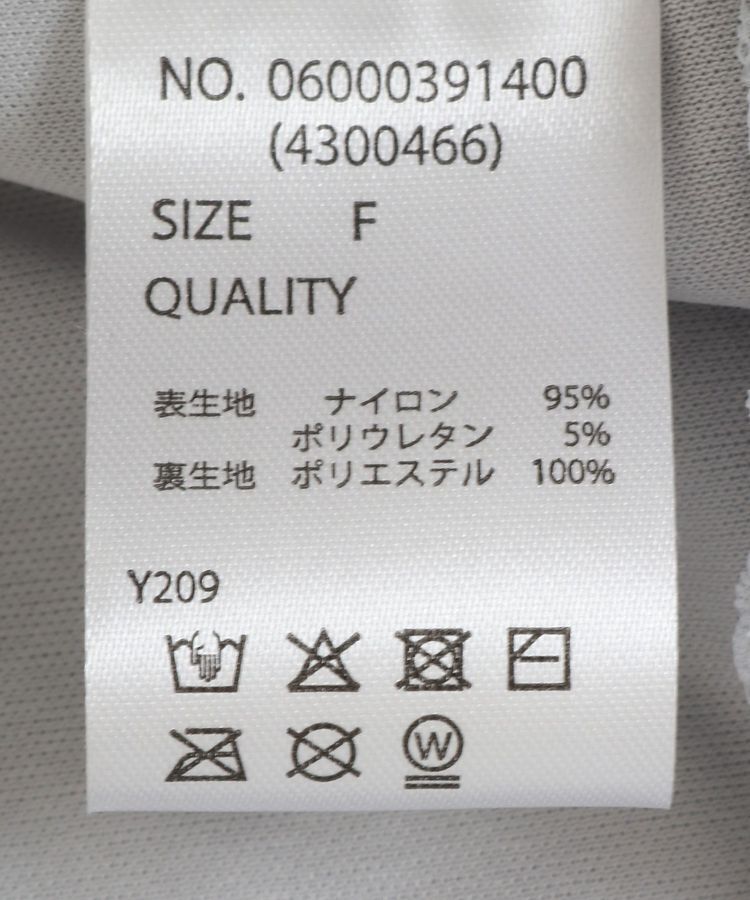 NO. 06000391400
(4300466)
SIZE F
QUALITY
表生地 ナイロン 95%
ポリウレタン 5%
裏生地 ポリエステル 100%
Y209
W